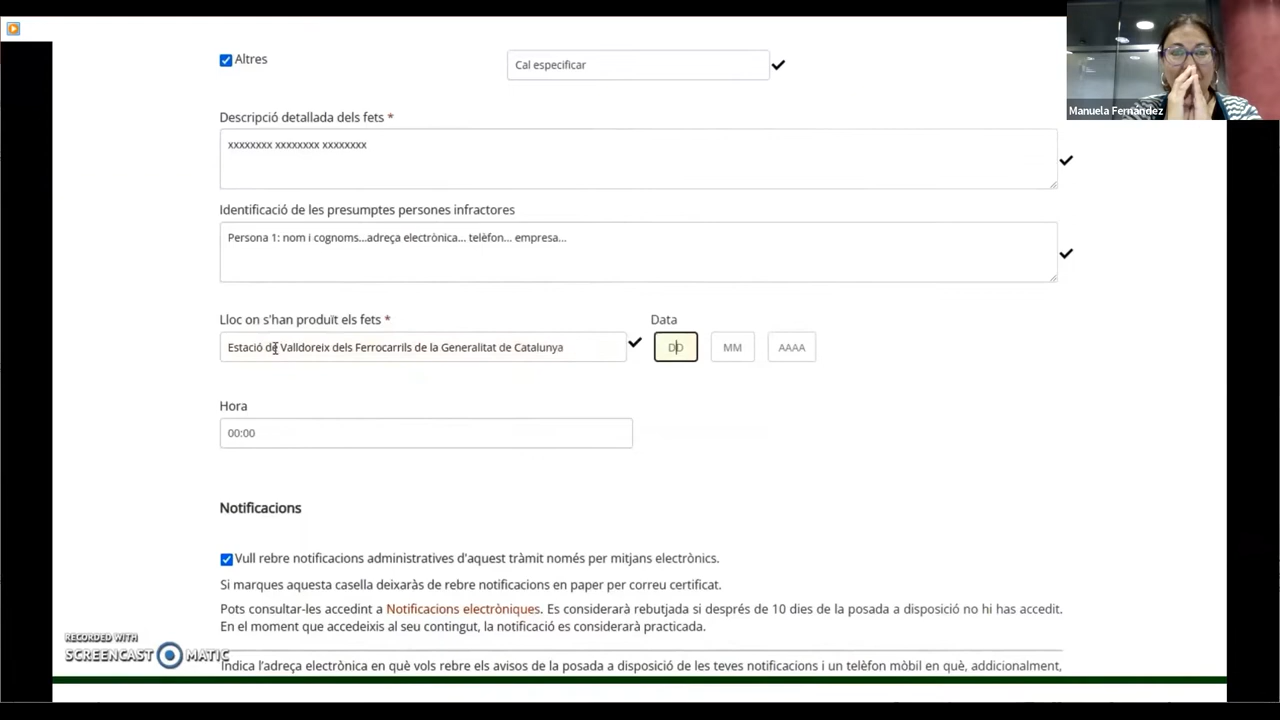 Altres
Cal especificar
Manuela Fernández
Descripció detallada dels fets *
xxxxxxxx xxxxxxxx xxxxxxxx
Identificació de les presumptes persones infractores
Persona 1: nom i cognoms...adreça electrònica... telèfon... empresa...
Lloc on s'han produït els fets *
Data
Estació de Valldoreix dels Ferrocarrils de la Generalitat de Catalunya
DD
MM
AAAA
Hora
00:00
Notificacions
Vull rebre notificacions administratives d'aquest tràmit només per mitjans electrònics.
Si marques aquesta casella deixaràs de rebre notificacions en paper per correu certificat.
Pots consultar-les accedint a Notificacions electròniques. Es considerarà rebutjada si després de 10 dies de la posada a disposició no hi has accedit.
En el moment que accedeixis al seu contingut, la notificació es considerarà practicada.
RECORDED WITH
SCREENCAST MATIC
Indica l'adreça electrònica en què vols rebre els avisos de la posada a disposició de les teves notificacions i un telèfon mòbil en què, addicionalment,